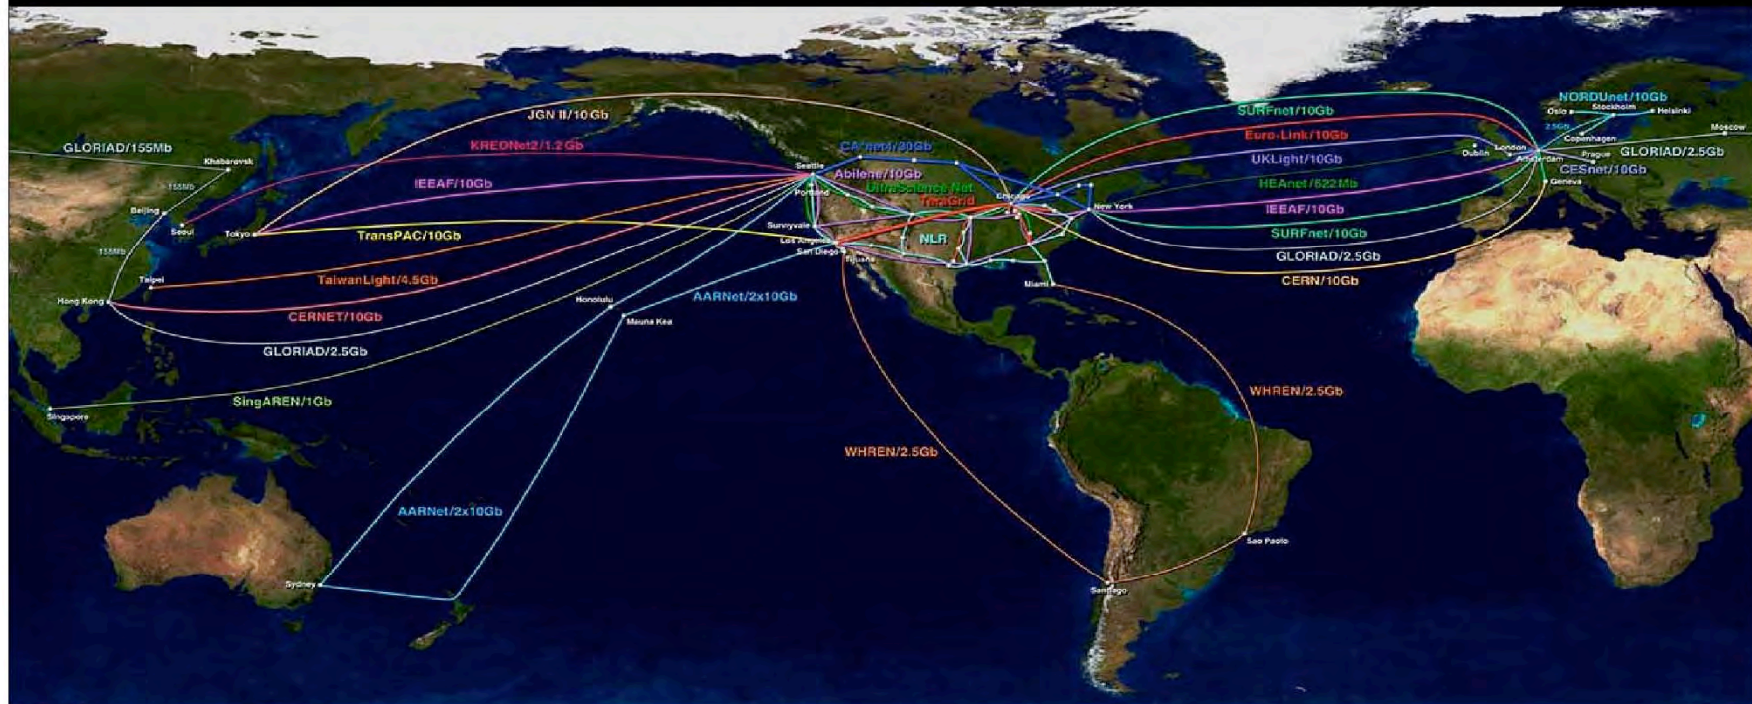 NORDUnet/10Gb
Stockholm
Oslo
Helsinki
SURFnet/10Gb
JGN II/10Gb
2.5Gb
Moscow
Euro-Link/10Gb
Copenhagen
GLORIAD/155Mb
KREONet2/1.2Gb
CA*net4/30Gb
London
Dublin
Prague
GLORIAD/2.5Gb
Amsterdam
UKLight/10Gb
Khabarovsk
Seattle
CESnet/10Gb
Abilene/10Gb
Geneva
155Mb
IEEAF/10Gb
UltraScience Net
HEAnet/622Mb
Portland
Chicago
TeraGrid
New York
IEEAF/10Gb
Beijing
Seoul
Tokyo
TransPAC/10Gb
Sunnyvale
SURFnet/10Gb
Los Angeles
NLR
155Mb
San Diego
Tijuana
GLORIAD/2.5Gb
Taipei
TaiwanLight/4.5Gb
CERN/10Gb
Miami
Hong Kong
Honolulu
AARNet/2x10Gb
CERNET/10Gb
Mauna Kea
GLORIAD/2.5Gb
WHREN/2.5Gb
SingAREN/1Gb
Singapore
WHREN/2.5Gb
AARNet/2x10Gb
Sao Paolo
Sydney
Santiago